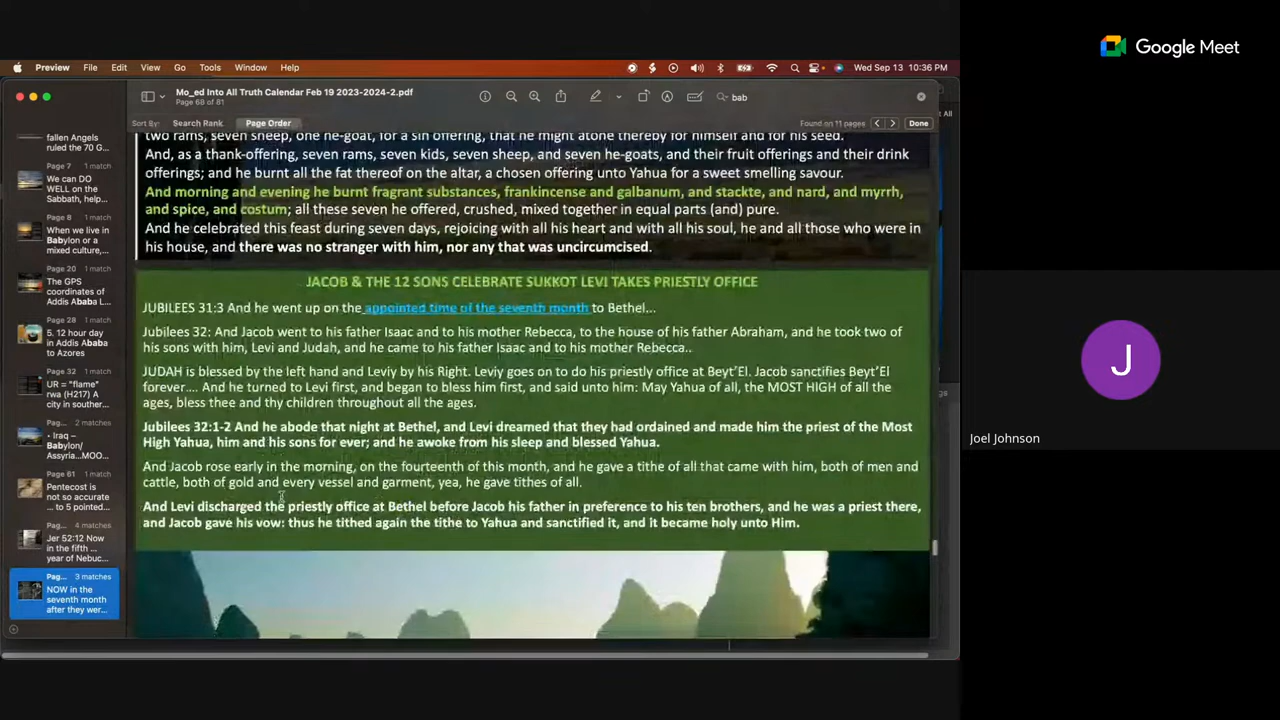 Google Meet
Preview File Edit View Go Tools Window Help Wed Sep 13 10:36 PM
Mo_ed Into All Truth Calendar Feb 19 2023-2024-2.pdf
Page 68 of 81
bab
Sort By: Search Rank Page Order Found on 11 pages Done
fallen Angels
ruled the 70 G...
Page 7 1 match
We can DO
WELL on the
Sabbath, help...
Page 8 1 match
When we live in
Babylon or a
mixed culture,...
Page 20 1 match
The GPS
coordinates of
Addis Ababa L...
Page 28 1 match
5. 12 hour day
in Addis Ababa
to Azores
Page 32 1 match
UR = "flame"
rwa (H217) A
city in souther...
Page... 2 matches
• Iraq –
Babylon/
Assyria...MOO...
Page 61 1 match
Pentecost is
not so accurate
... to 5 pointed...
Pag... 4 matches
Jer 52:12 Now
in the fifth ...
year of Nebuc...
Pag... 3 matches
NOW in the
seventh month
after they wer...
two rams, seven sheep, one he-goat, for a sin offering, that he might atone thereby for himself and for his seed.
And, as a thank-offering, seven rams, seven kids, seven sheep, and seven he-goats, and their fruit offerings and their drink
offerings; and he burnt all the fat thereof on the altar, a chosen offering unto Yahua for a sweet smelling savour.
And morning and evening he burnt fragrant substances, frankincense and galbanum, and stackte, and nard, and myrrh,
and spice, and costum; all these seven he offered, crushed, mixed together in equal parts (and) pure.
And he celebrated this feast during seven days, rejoicing with all his heart and with all his soul, he and all those who were in
his house, and there was no stranger with him, nor any that was uncircumcised.
JACOB & THE 12 SONS CELEBRATE SUKKOT LEVI TAKES PRIESTLY OFFICE
JUBILEES 31:3 And he went up on the appointed time of the seventh month to Bethel...
Jubilees 32: And Jacob went to his father Isaac and to his mother Rebecca, to the house of his father Abraham, and he took two of
his sons with him, Levi and Judah, and he came to his father Isaac and to his mother Rebecca..
JUDAH is blessed by the left hand and Leviy by his Right. Leviy goes on to do his priestly office at Beyt'El. Jacob sanctifies Beyt'El
forever.... And he turned to Levi first, and began to bless him first, and said unto him: May Yahua of all, the MOST HIGH of all the
ages, bless thee and thy children throughout all the ages.
Jubilees 32:1-2 And he abode that night at Bethel, and Levi dreamed that they had ordained and made him the priest of the Most
High Yahua, him and his sons for ever; and he awoke from his sleep and blessed Yahua.
And Jacob rose early in the morning, on the fourteenth of this month, and he gave a tithe of all that came with him, both of men and
cattle, both of gold and every vessel and garment, yea, he gave tithes of all.
And Levi discharged the priestly office at Bethel before Jacob his father in preference to his ten brothers, and he was a priest there,
and Jacob gave his vow: thus he tithed again the tithe to Yahua and sanctified it, and it became holy unto Him.
J
Joel Johnson